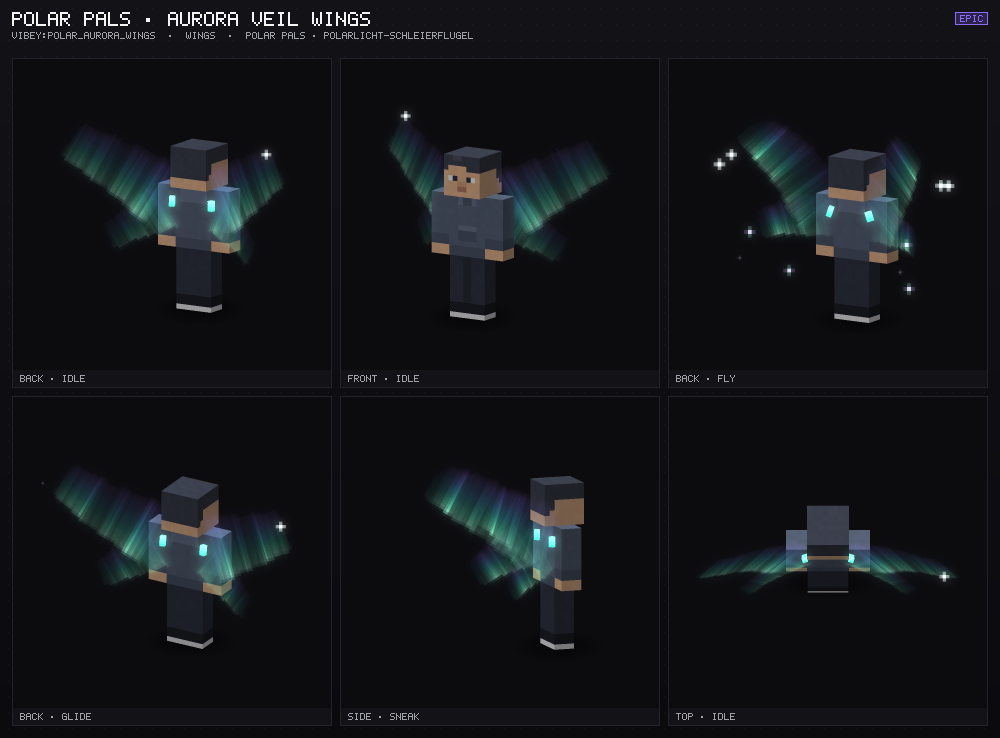 POLAR PALS • AURORA VEIL WINGS
EPIC
VIBEY:POLAR_AURORA_WINGS • WINGS • POLAR PALS • POLARLICHT-SCHLEIERFLUGEL
BACK • IDLE
FRONT • IDLE
BACK • FLY
BACK • GLIDE
SIDE • SNEAK
TOP • IDLE